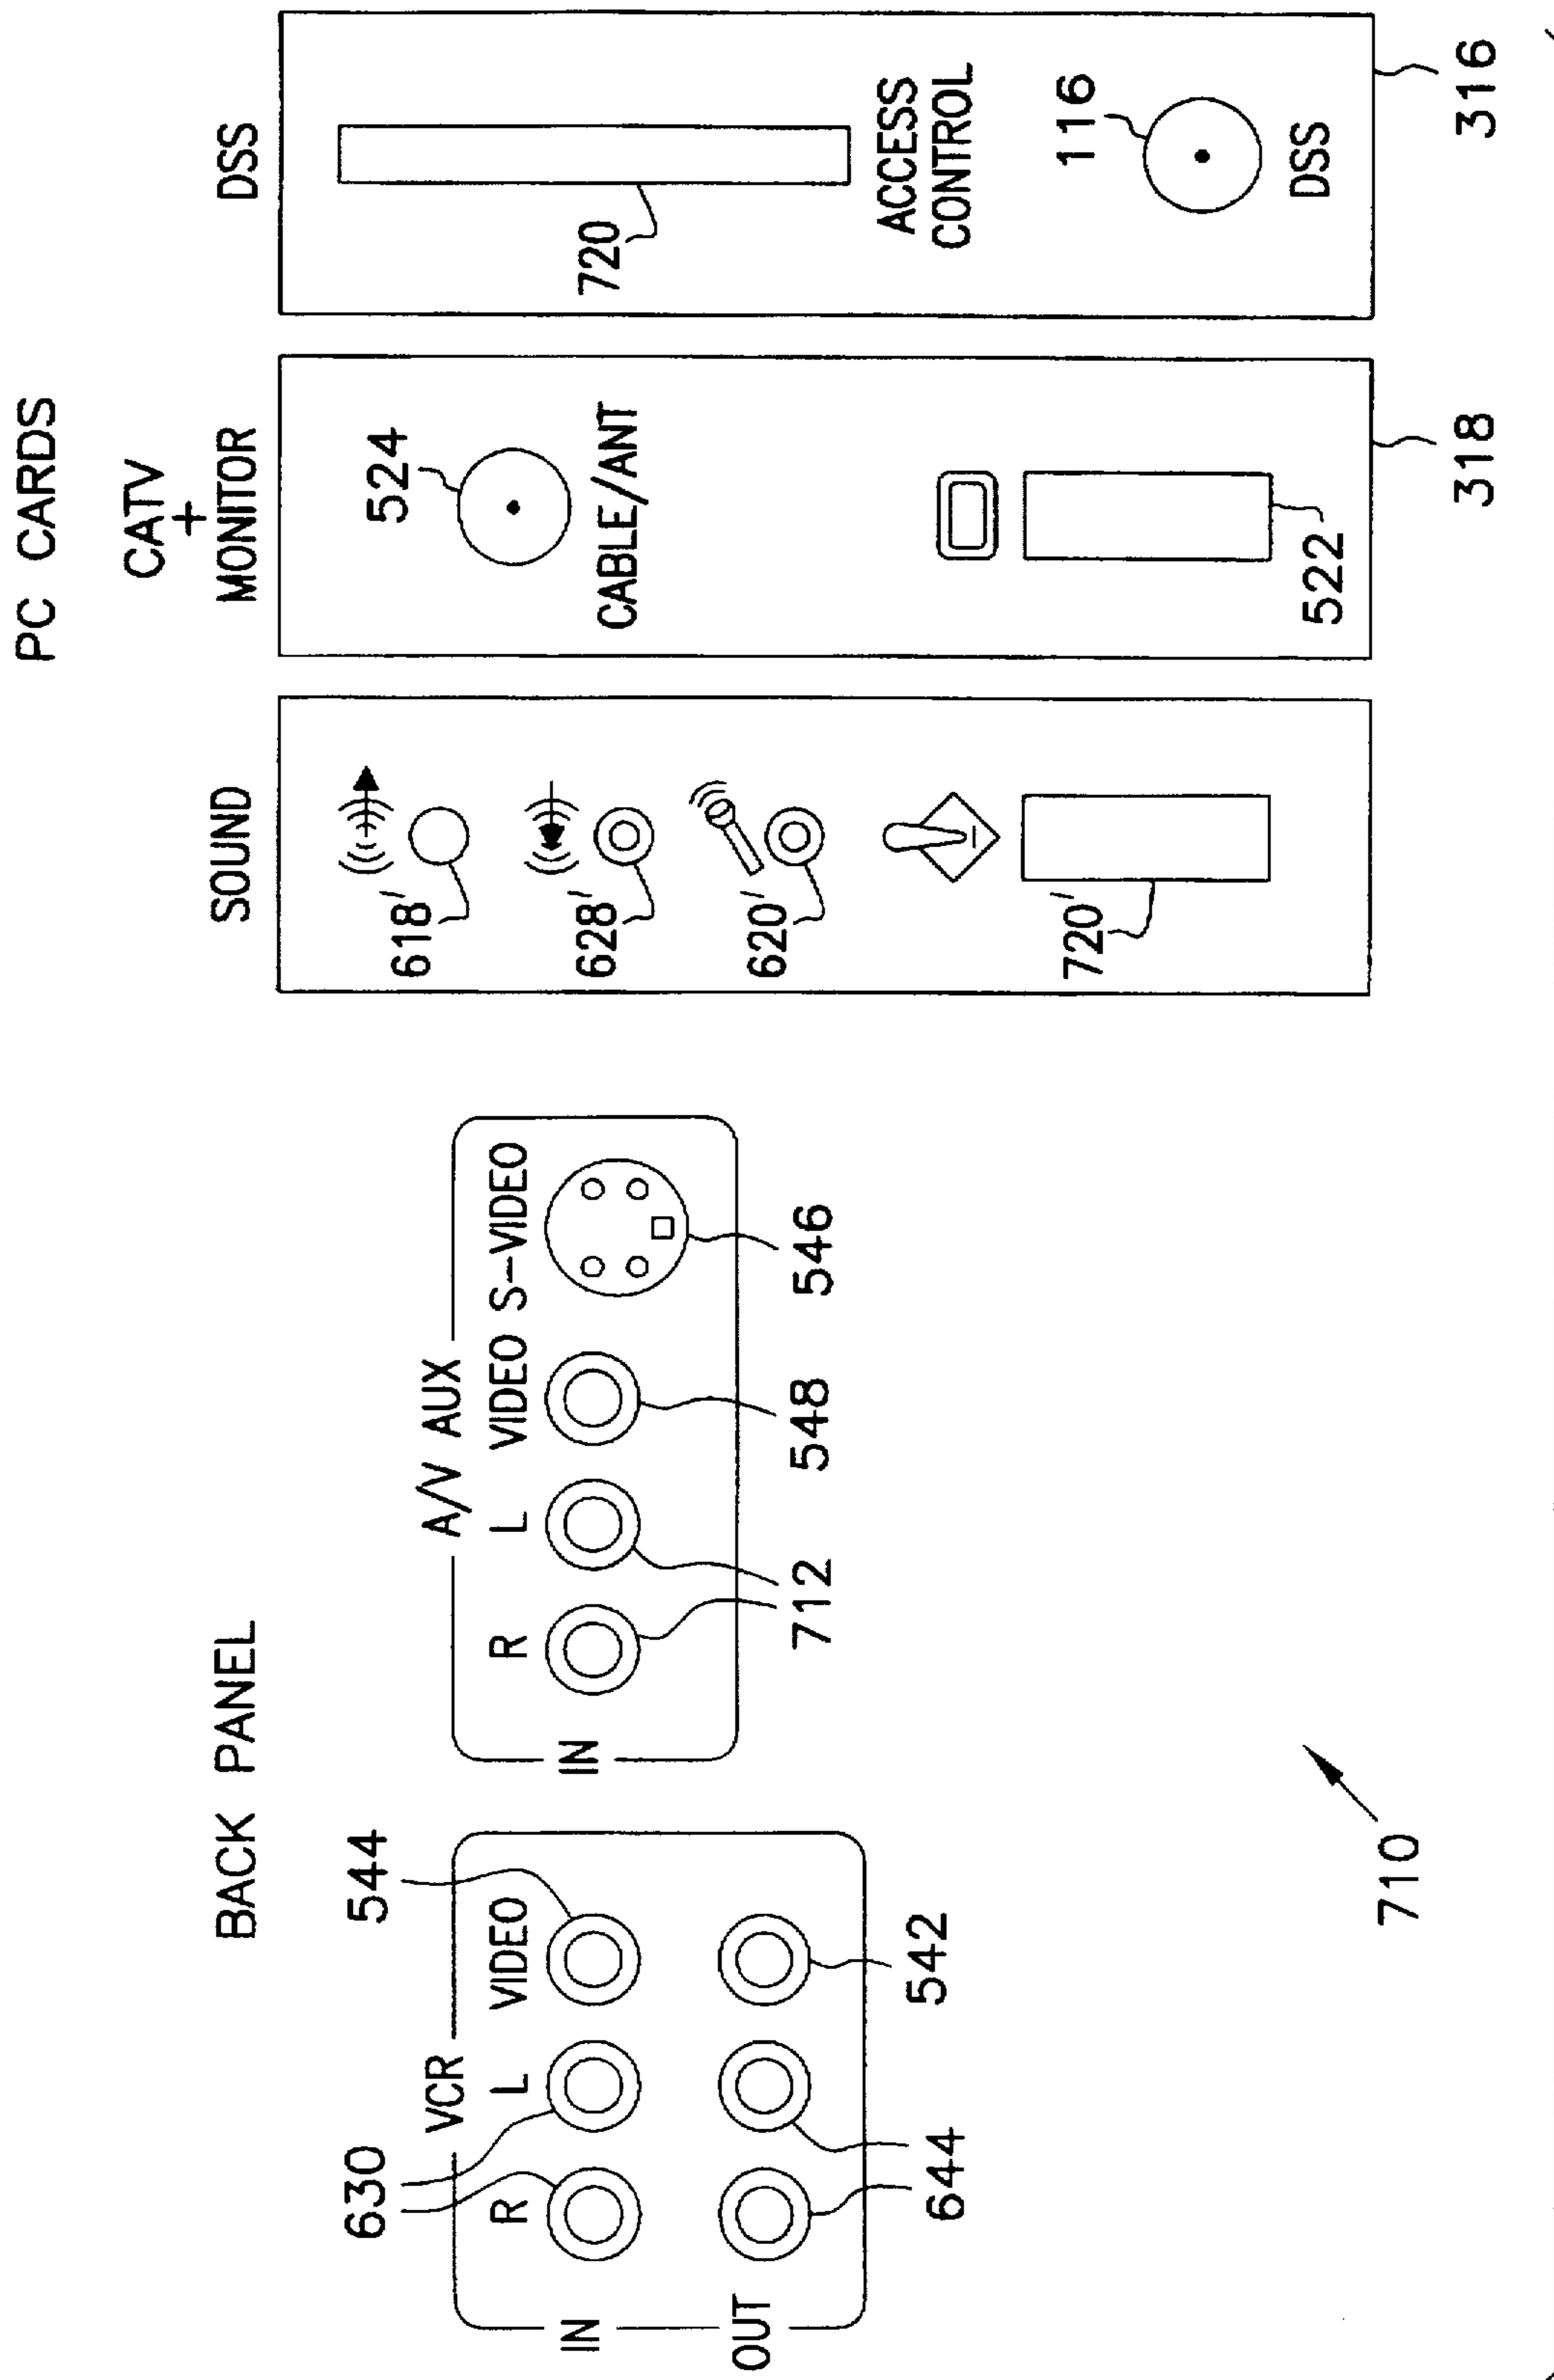 BACK PANEL
VCR
630
544
R L VIDEO
IN
OUT
644
542
A/V AUX
R L VIDEO S-VIDEO
IN
712
548
546
710
PC CARDS
SOUND
618'
628'
620'
720'
CATV
+
MONITOR
524
CABLE/ANT
522
318
DSS
720
ACCESS
CONTROL
116
DSS
316